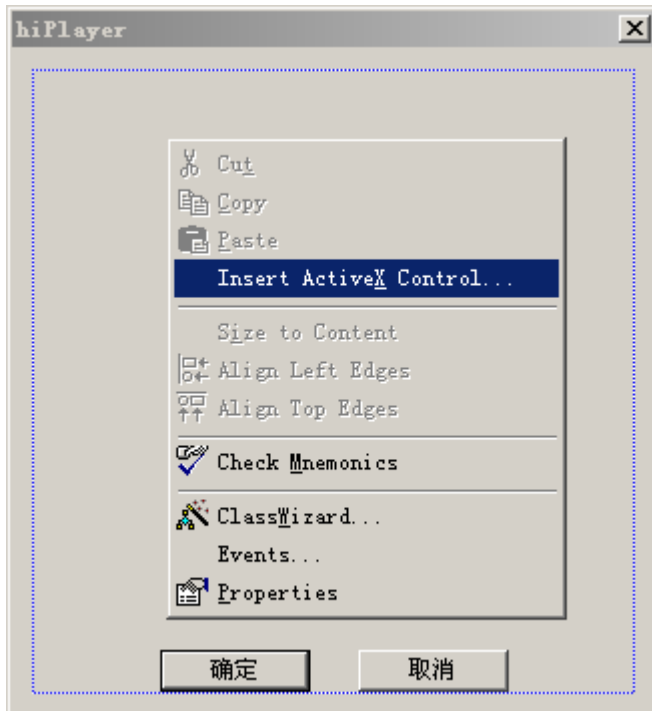 hiPlayer
Cut
Copy
Paste
Insert ActiveX Control...
Size to Content
Align Left Edges
Align Top Edges
Check Mnemonics
ClassWizard...
Events...
Properties
确定 取消